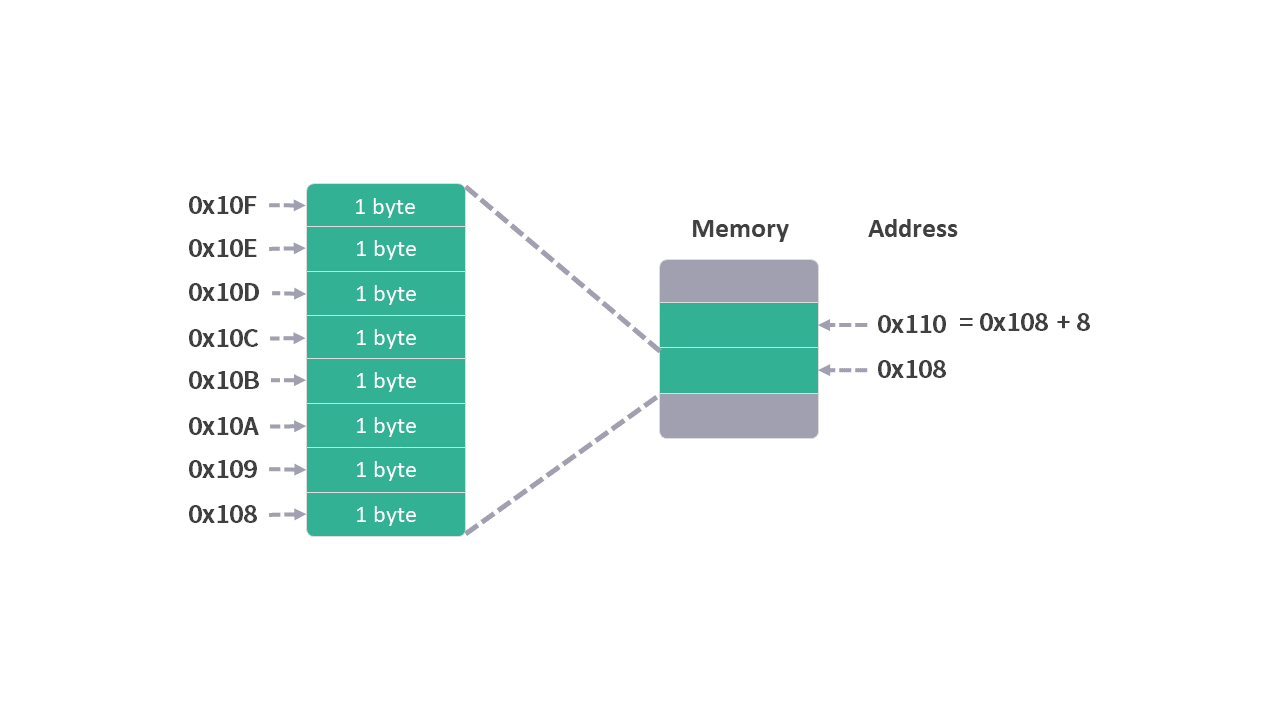 0x10F 1 byte
0x10E 1 byte
0x10D 1 byte
0x10C 1 byte
0x10B 1 byte
0x10A 1 byte
0x109 1 byte
0x108 1 byte
Memory Address
0x110 = 0x108 + 8
0x108